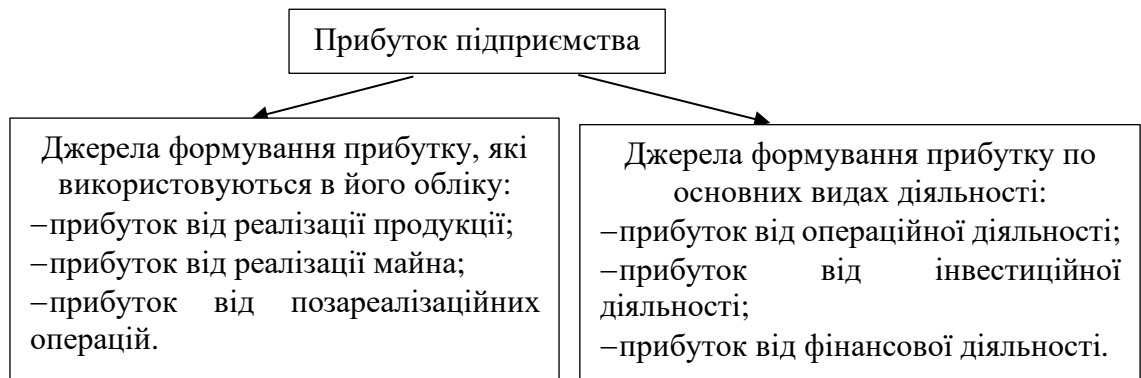 Прибуток підприємства
Джерела формування прибутку, які
використовуються в його обліку:
–прибуток від реалізації продукції;
–прибуток від реалізації майна;
–прибуток від позареалізаційних
операцій.
Джерела формування прибутку по
основних видах діяльності:
–прибуток від операційної діяльності;
–прибуток від інвестиційної
діяльності;
–прибуток від фінансової діяльності.